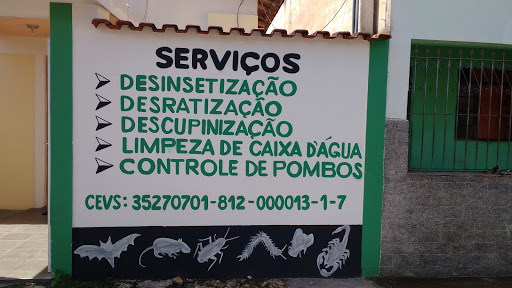 SERVIÇOS
DESINSETIZAÇÃO
DESRATIZAÇÃO
DESCUPINIZAÇÃO
LIMPEZA DE CAIXA D'ÁGUA
CONTROLE DE POMBOS
CEVS: 35270701-812-000013-1-7